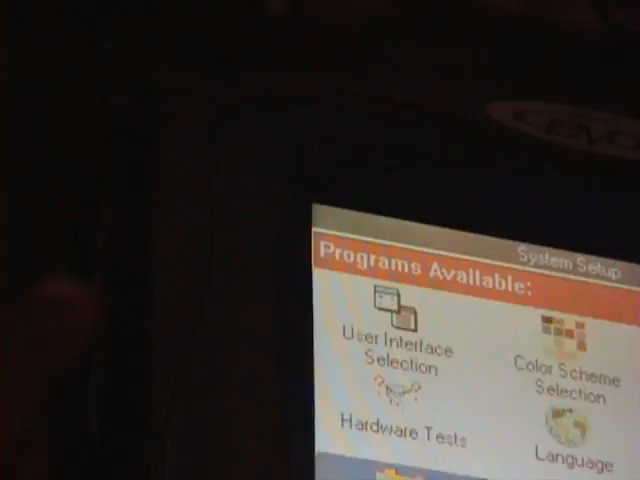 System Setup
Programs Available:
User Interface
Selection
Color Scheme
Selection
Hardware Tests
Language